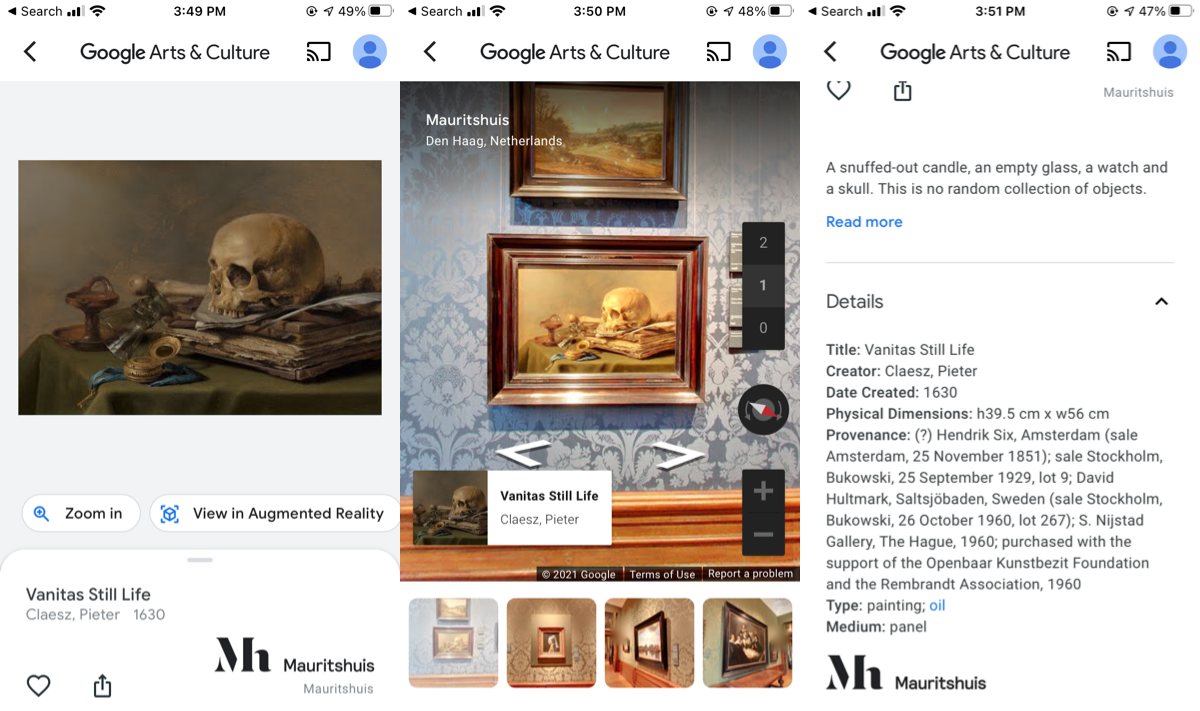 Search
3:49 PM
49%
Google Arts & Culture
Zoom in
View in Augmented Reality
Vanitas Still Life
Claesz, Pieter 1630
Mh Mauritshuis
Mauritshuis
Search
3:50 PM
48%
Google Arts & Culture
Mauritshuis
Den Haag, Netherlands
2
1
0
Vanitas Still Life
Claesz, Pieter
© 2021 Google
Terms of Use
Report a problem
Search
3:51 PM
47%
Google Arts & Culture
Mauritshuis
A snuffed-out candle, an empty glass, a watch and
a skull. This is no random collection of objects.
Read more
Details
Title: Vanitas Still Life
Creator: Claesz, Pieter
Date Created: 1630
Physical Dimensions: h39.5 cm x w56 cm
Provenance: (?) Hendrik Six, Amsterdam (sale
Amsterdam, 25 November 1851); sale Stockholm,
Bukowski, 25 September 1929, lot 9; David
Hultmark, Saltsjöbaden, Sweden (sale Stockholm,
Bukowski, 26 October 1960, lot 267); S. Nijstad
Gallery, The Hague, 1960; purchased with the
support of the Openbaar Kunstbezit Foundation
and the Rembrandt Association, 1960
Type: painting; oil
Medium: panel
Mh Mauritshuis